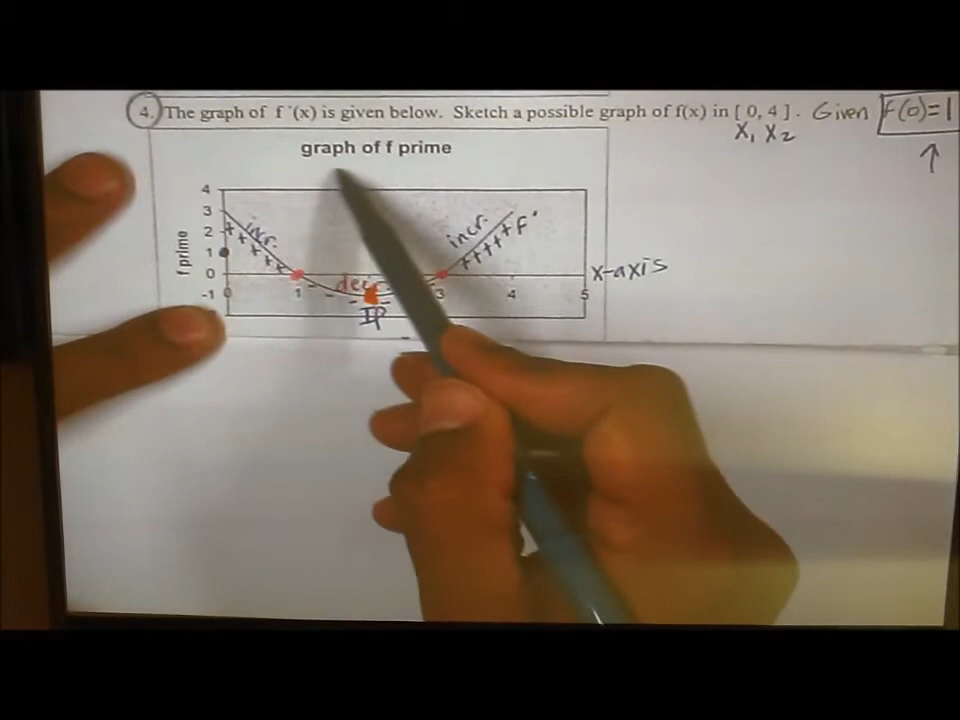 4. The graph of f '(x) is given below. Sketch a possible graph of f(x) in [ 0, 4 ]. Given f(0)=1
X₁ X₂
graph of f prime
4
3
2
1
0
-1
f prime
incr.
decr.
incr.
+ + + + + +
- - - -
+++++ f'
IP
x-axis
0 1 3 4 5